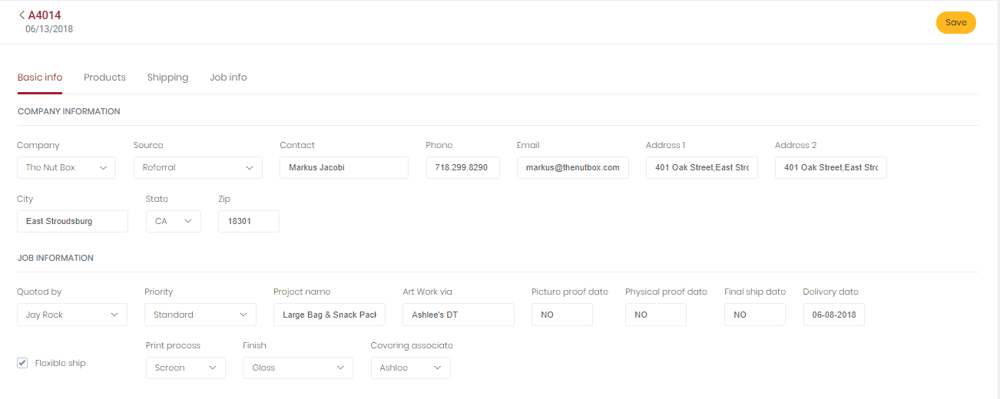 A4014
06/13/2018
Save
Basic info Products Shipping Job info
COMPANY INFORMATION
Company Source Contact Phone Email Address 1 Address 2
The Nut Box Referral Markus Jacobi 718.299.8290 markus@thenutbox.com 401 Oak Street,East Stro 401 Oak Street,East Stro
City State Zip
East Stroudsburg CA 18301
JOB INFORMATION
Quoted by Priority Project name Art Work via Picture proof date Physical proof date Final ship date Delivery date
Jay Rock Standard Large Bag & Snack Pack Ashlee's DT NO NO NO 06-08-2018
Print process Finish Covering associate
Flexible ship Screen Gloss Ashlee